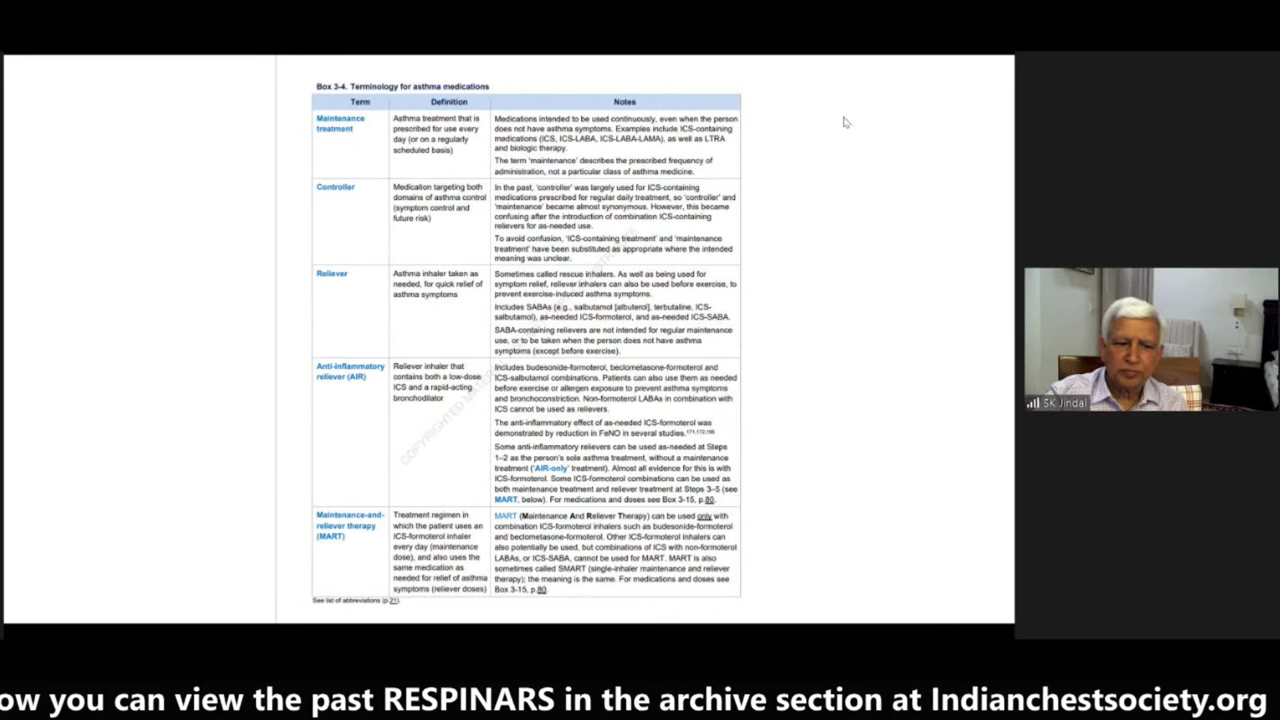 Box 3-4. Terminology for asthma medications
Term
Definition
Notes
Maintenance
treatment
Asthma treatment that is
prescribed for use every
day (or on a regularly
scheduled basis)
Medications intended to be used continuously, even when the person
does not have asthma symptoms. Examples include ICS-containing
medications (ICS, ICS-LABA, ICS-LABA-LAMA), as well as LTRA
and biologic therapy.
The term ‘maintenance’ describes the prescribed frequency of
administration, not a particular class of asthma medicine.
Controller
Medication targeting both
domains of asthma control
(symptom control and
future risk)
In the past, ‘controller’ was largely used for ICS-containing
medications prescribed for regular daily treatment, so ‘controller’ and
‘maintenance’ became almost synonymous. However, this became
confusing after the introduction of combination ICS-containing
relievers for as-needed use.
To avoid confusion, ‘ICS-containing treatment’ and ‘maintenance
treatment’ have been substituted as appropriate where the intended
meaning was unclear.
Reliever
Asthma inhaler taken as
needed, for quick relief of
asthma symptoms
Sometimes called rescue inhalers. As well as being used for
symptom relief, reliever inhalers can also be used before exercise, to
prevent exercise-induced asthma symptoms.
Includes SABAs (e.g., salbutamol [albuterol], terbutaline, ICS-
salbutamol), as-needed ICS-formoterol, and as-needed ICS-SABA.
SABA-containing relievers are not intended for regular maintenance
use, or to be taken when the person does not have asthma
symptoms (except before exercise).
Anti-inflammatory
reliever (AIR)
Reliever inhaler that
contains both a low-dose
ICS and a rapid-acting
bronchodilator
Includes budesonide-formoterol, beclometasone-formoterol and
ICS-salbutamol combinations. Patients can also use them as needed
before exercise or allergen exposure to prevent asthma symptoms
and bronchoconstriction. Non-formoterol LABAs in combination with
ICS cannot be used as relievers.
The anti-inflammatory effect of as-needed ICS-formoterol was
demonstrated by reduction in FeNO in several studies.
Some anti-inflammatory relievers can be used as-needed at Steps
1–2 as the person's sole asthma treatment, without a maintenance
treatment (‘AIR-only’ treatment). Almost all evidence for this is with
ICS-formoterol. Some ICS-formoterol combinations can be used as
both maintenance treatment and reliever treatment at Steps 3–5 (see
MART, below). For medications and doses see Box 3-15, p.80.
Maintenance-and-
reliever therapy
(MART)
Treatment regimen in
which the patient uses an
ICS-formoterol inhaler
every day (maintenance
dose), and also uses the
same medication as
needed for relief of asthma
symptoms (reliever doses)
MART (Maintenance And Reliever Therapy) can be used only with
combination ICS-formoterol inhalers such as budesonide-formoterol
and beclometasone-formoterol. Other ICS-formoterol inhalers can
also potentially be used, but combinations of ICS with non-formoterol
LABAs, or ICS-SABA, cannot be used for MART. MART is also
sometimes called SMART (single-inhaler maintenance and reliever
therapy); the meaning is the same. For medications and doses see
Box 3-15, p.80.
See list of abbreviations (p.21).
SK Jindal
ow you can view the past RESPINARS in the archive section at Indianchestsociety.org